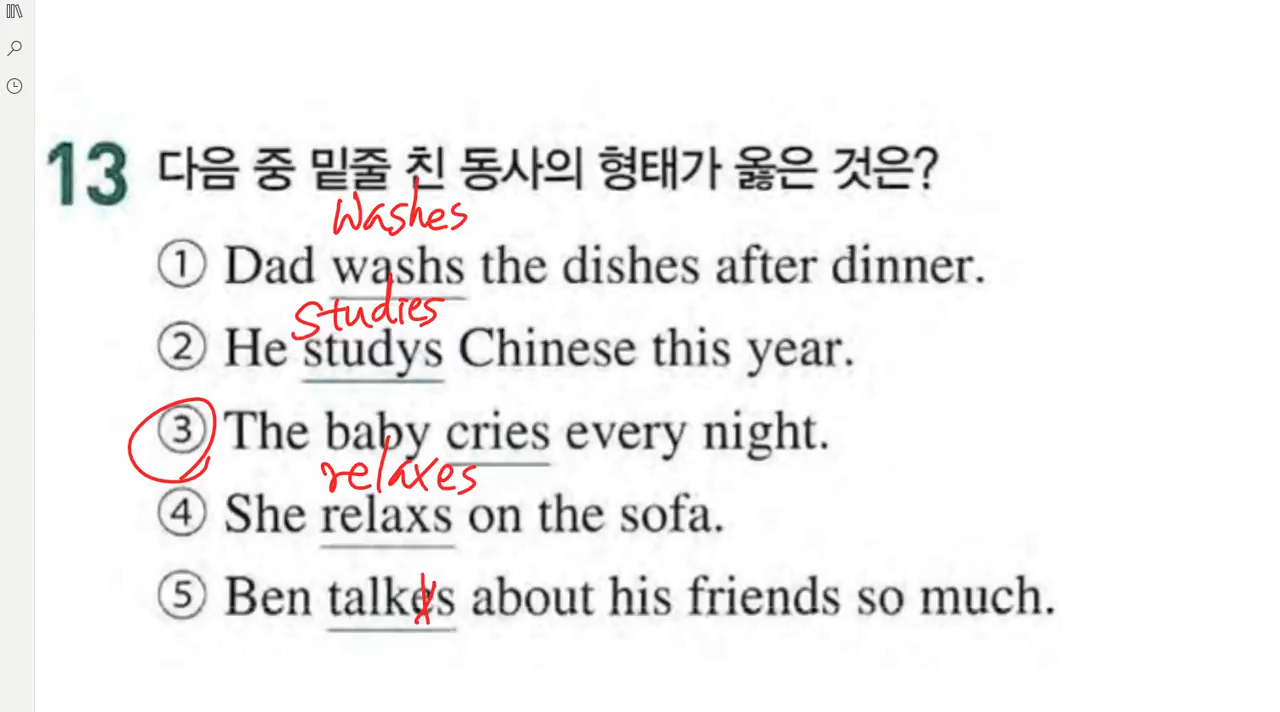 13 다음 중 밑줄 친 동사의 형태가 옳은 것은?
Washes
① Dad washs the dishes after dinner.
Studies
② He studys Chinese this year.
③ The baby cries every night.
relaxes
④ She relaxs on the sofa.
⑤ Ben talkes about his friends so much.